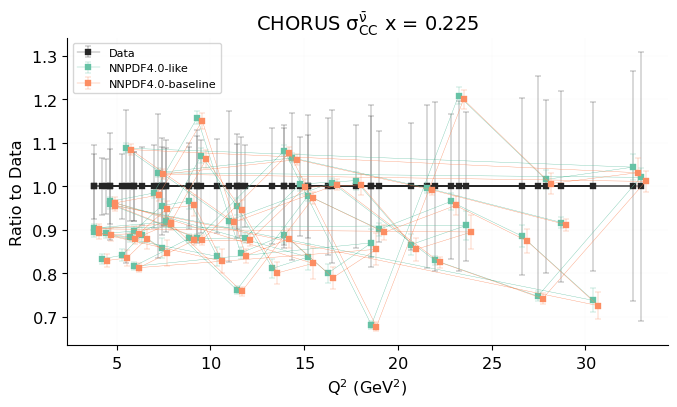 CHORUS σ^ν̄_CC x = 0.225
Data
NNPDF4.0-like
NNPDF4.0-baseline
Ratio to Data
1.3
1.2
1.1
1.0
0.9
0.8
0.7
5 10 15 20 25 30
Q² (GeV²)